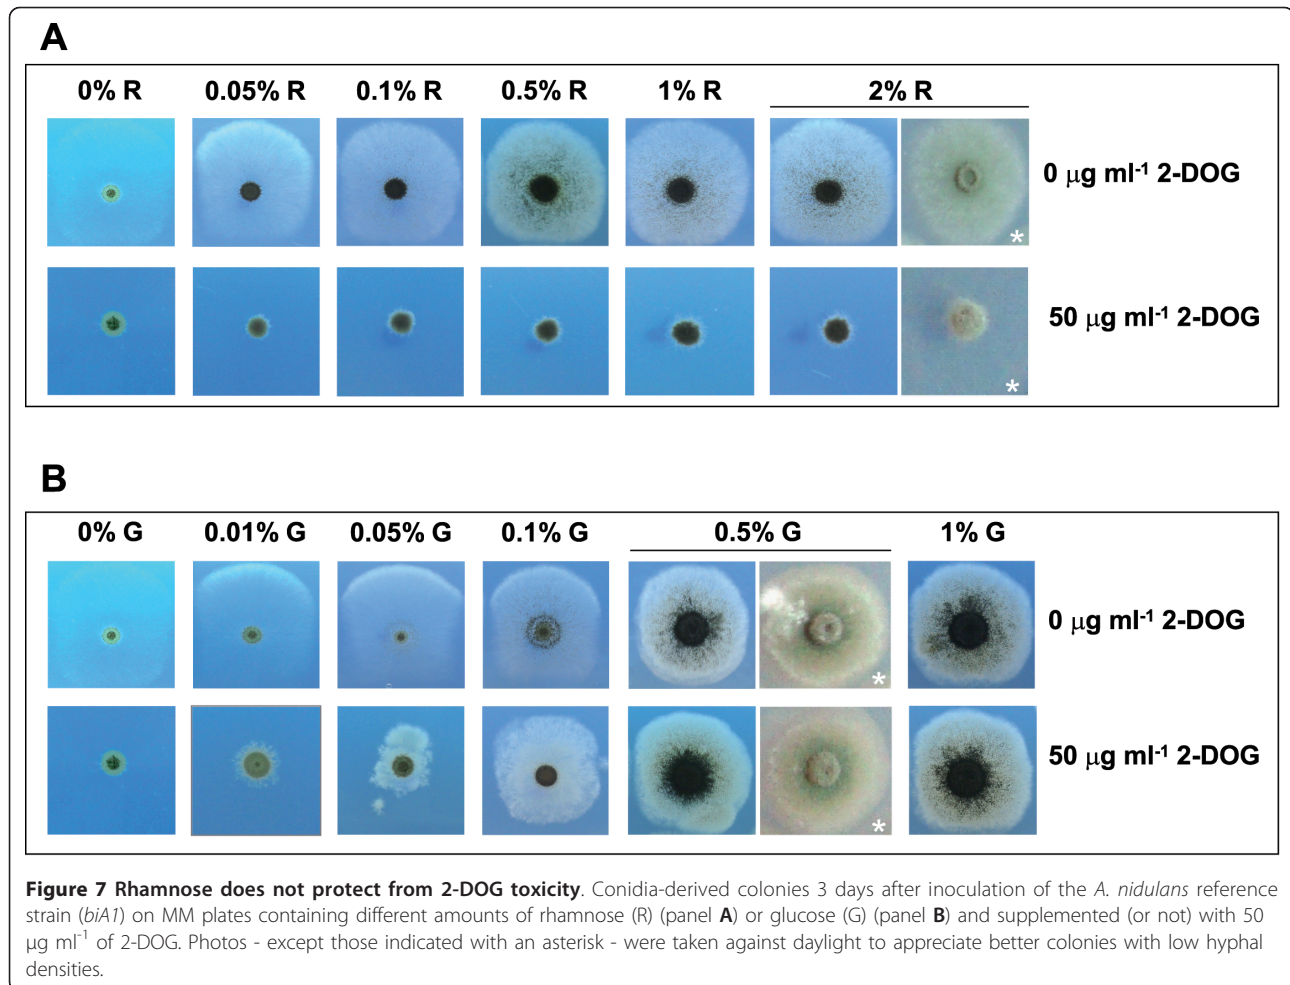 A
0% R 0.05% R 0.1% R 0.5% R 1% R 2% R
0 μg ml-1 2-DOG
*
50 μg ml-1 2-DOG
*
B
0% G 0.01% G 0.05% G 0.1% G 0.5% G 1% G
0 μg ml-1 2-DOG
*
50 μg ml-1 2-DOG
*
Figure 7 Rhamnose does not protect from 2-DOG toxicity. Conidia-derived colonies 3 days after inoculation of the A. nidulans reference
strain (biA1) on MM plates containing different amounts of rhamnose (R) (panel A) or glucose (G) (panel B) and supplemented (or not) with 50
μg ml-1 of 2-DOG. Photos - except those indicated with an asterisk - were taken against daylight to appreciate better colonies with low hyphal
densities.